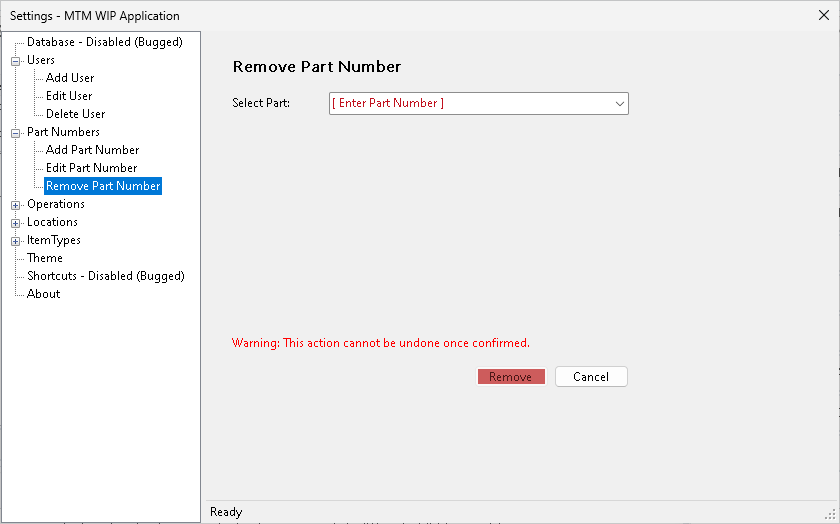 Settings - MTM WIP Application
Database - Disabled (Bugged)
Users
Add User
Edit User
Delete User
Part Numbers
Add Part Number
Edit Part Number
Remove Part Number
Operations
Locations
ItemTypes
Theme
Shortcuts - Disabled (Bugged)
About
Remove Part Number
Select Part: [ Enter Part Number ]
Warning: This action cannot be undone once confirmed.
Remove Cancel
Ready